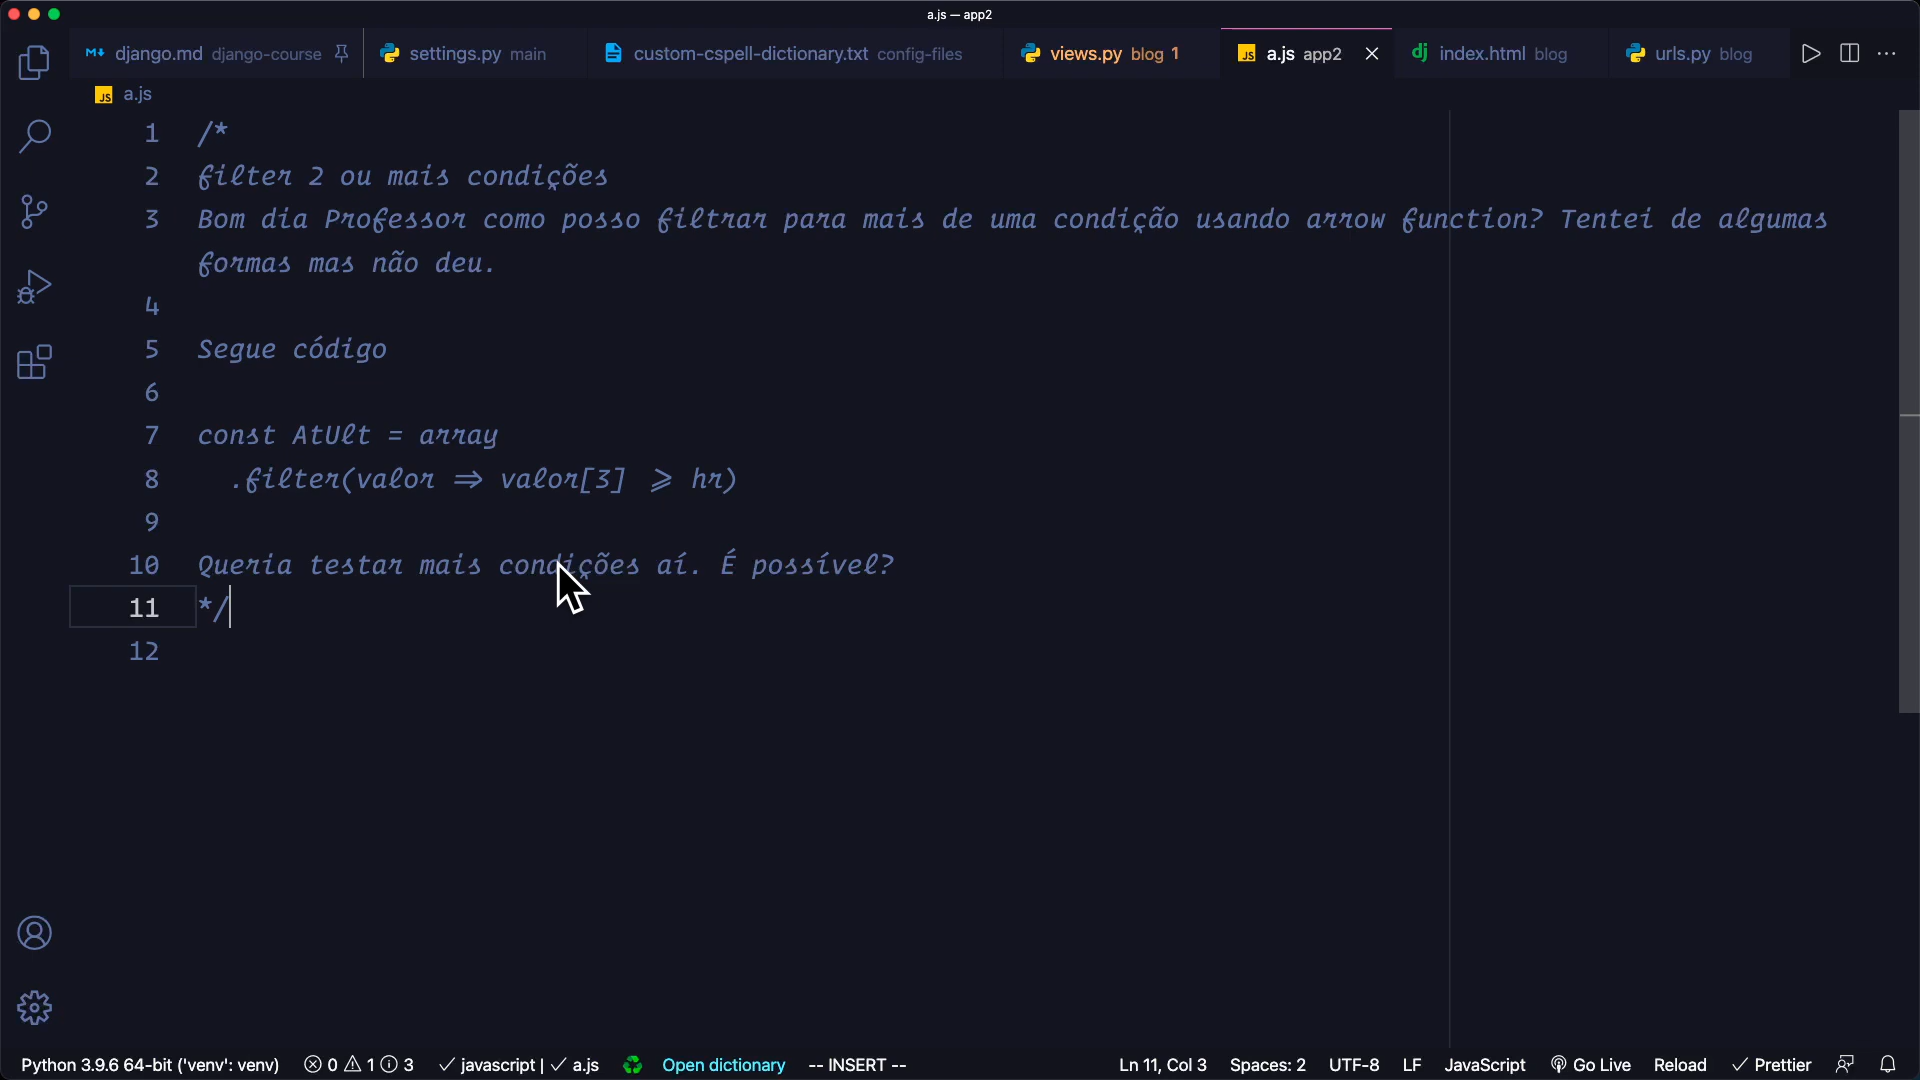 a.js — app2
django.md django-course settings.py main custom-cspell-dictionary.txt config-files views.py blog 1 JS a.js app2 dj index.html blog urls.py blog
JS a.js
1 /*
2 filter 2 ou mais condições
3 Bom dia Professor como posso filtrar para mais de uma condição usando arrow function? Tentei de algumas
formas mas não deu.
4
5 Segue código
6
7 const AtUlt = array
8 .filter(valor => valor[3] >= hr)
9
10 Queria testar mais condições aí. É possível?
11 */
12
Python 3.9.6 64-bit ('venv': venv) 0 1 3 javascript | a.js Open dictionary -- INSERT -- Ln 11, Col 3 Spaces: 2 UTF-8 LF JavaScript Go Live Reload Prettier